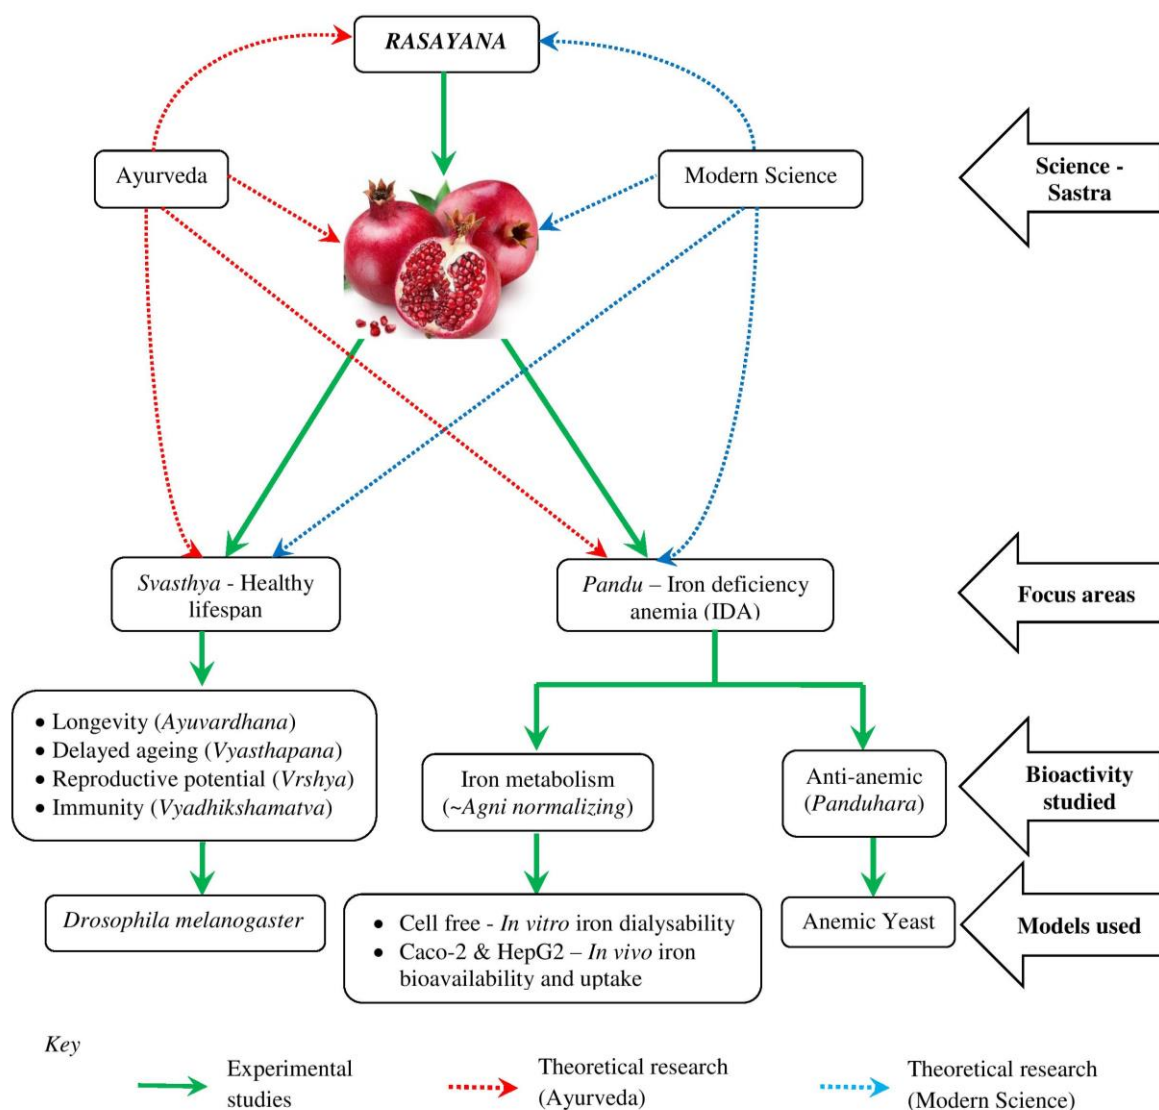 RASAYANA
Ayurveda
Modern Science
Science -
Sastra
Svasthya - Healthy
lifespan
Pandu – Iron deficiency
anemia (IDA)
Focus areas
• Longevity (Ayuvardhana)
• Delayed ageing (Vyasthapana)
• Reproductive potential (Vrshya)
• Immunity (Vyadhikshamatva)
Iron metabolism
(~Agni normalizing)
Anti-anemic
(Panduhara)
Bioactivity
studied
Drosophila melanogaster
• Cell free - In vitro iron dialysability
• Caco-2 & HepG2 – In vivo iron
bioavailability and uptake
Anemic Yeast
Models used
Key
Experimental
studies
Theoretical research
(Ayurveda)
Theoretical research
(Modern Science)